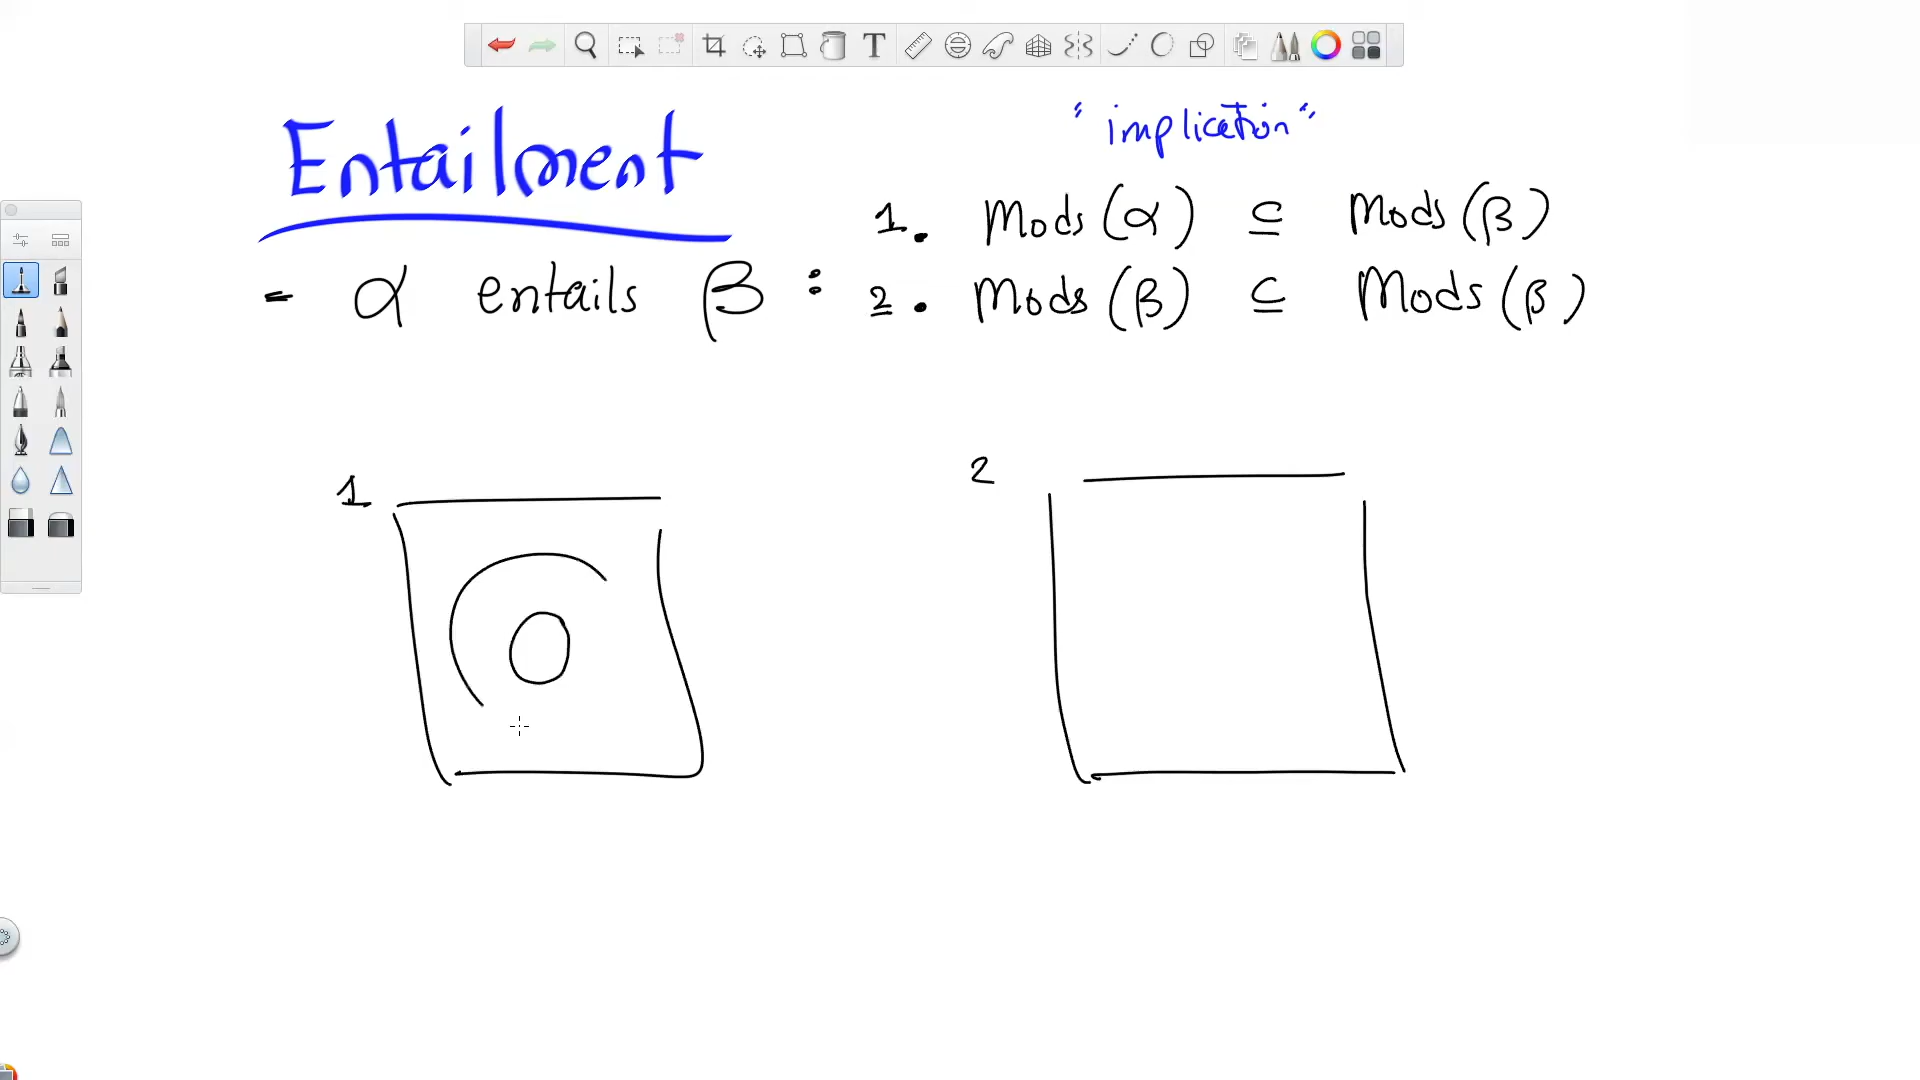 Entailment
"implication"
1. Mods(α) ⊆ Mods(β)
- α entails β : 2. Mods(β) ⊆ Mods(β)
1
2
T